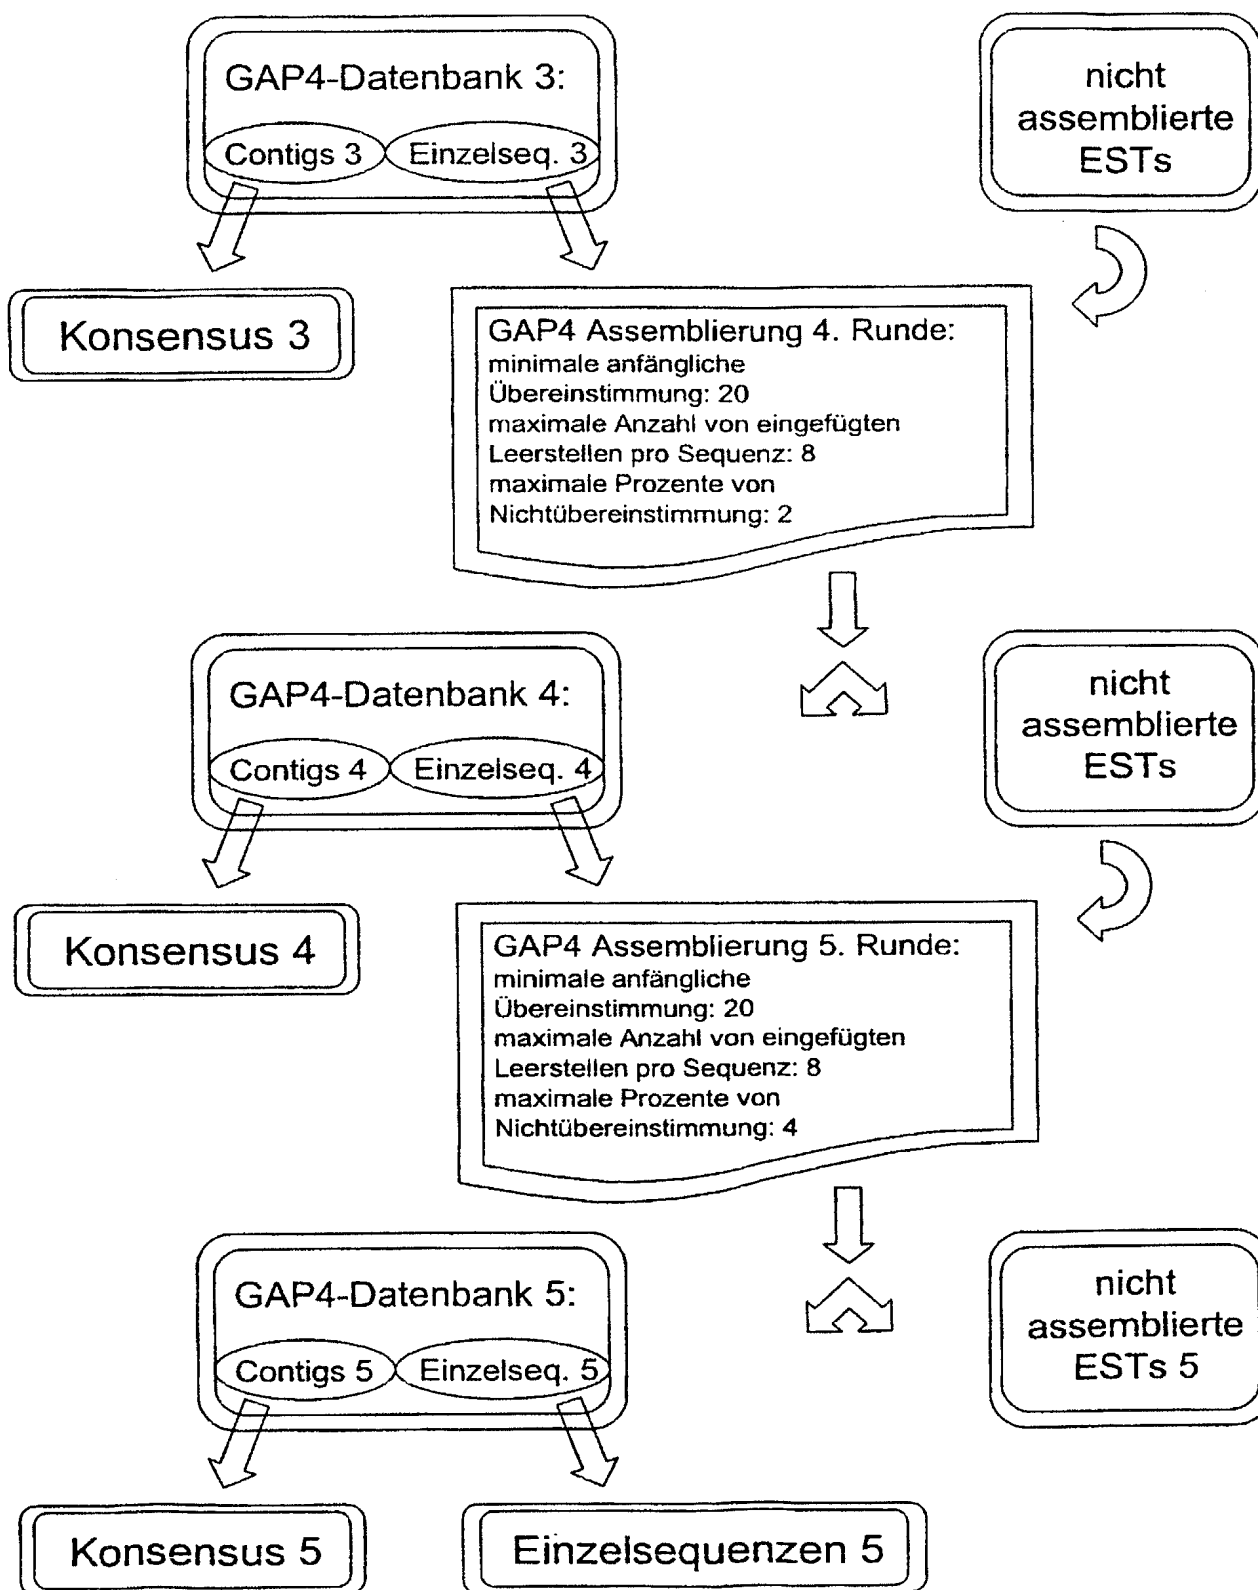 GAP4-Datenbank 3:
Contigs 3
Einzelseq. 3
nicht
assemblierte
ESTs
Konsensus 3
GAP4 Assemblierung 4. Runde:
minimale anfängliche
Übereinstimmung: 20
maximale Anzahl von eingefügten
Leerstellen pro Sequenz: 8
maximale Prozente von
Nichtübereinstimmung: 2
GAP4-Datenbank 4:
Contigs 4
Einzelseq. 4
nicht
assemblierte
ESTs
Konsensus 4
GAP4 Assemblierung 5. Runde:
minimale anfängliche
Übereinstimmung: 20
maximale Anzahl von eingefügten
Leerstellen pro Sequenz: 8
maximale Prozente von
Nichtübereinstimmung: 4
GAP4-Datenbank 5:
Contigs 5
Einzelseq. 5
nicht
assemblierte
ESTs 5
Konsensus 5
Einzelsequenzen 5